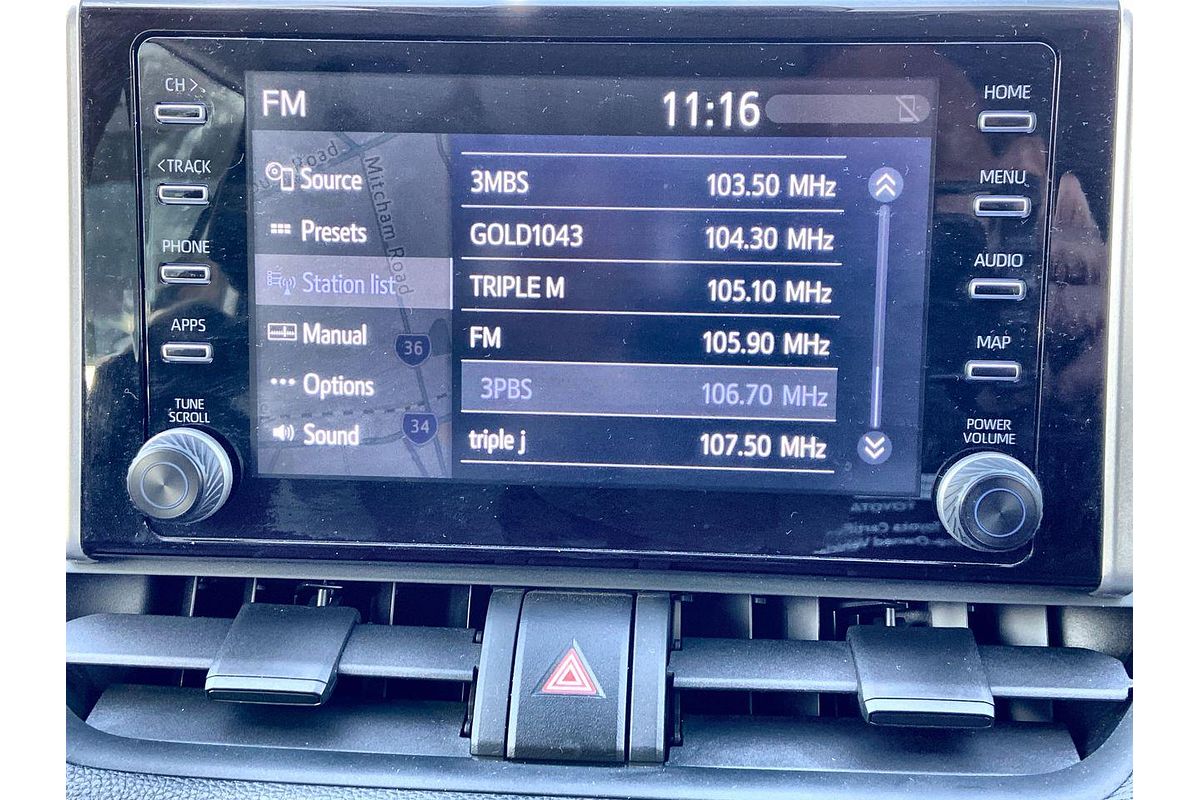 CH >
FM
11:16
HOME
< TRACK
Source
3MBS 103.50 MHz
MENU
Presets
GOLD1043 104.30 MHz
PHONE
AUDIO
Station list
TRIPLE M 105.10 MHz
APPS
Manual
FM 105.90 MHz
MAP
Options
3PBS 106.70 MHz
TUNE
SCROLL
Sound
triple j 107.50 MHz
POWER
VOLUME
Road
Mitcham Road
36
34
TOYOTA